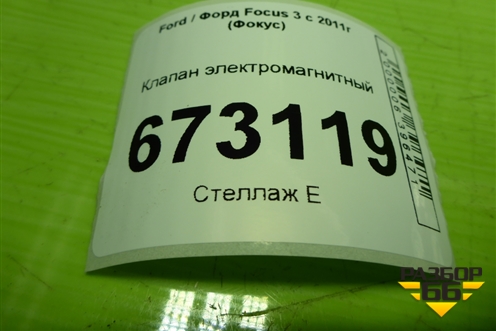 Ford / Форд Focus 3 с 2011г
(Фокус)
Клапан электромагнитный
673119
Стеллаж Е
РАЗБОР
66